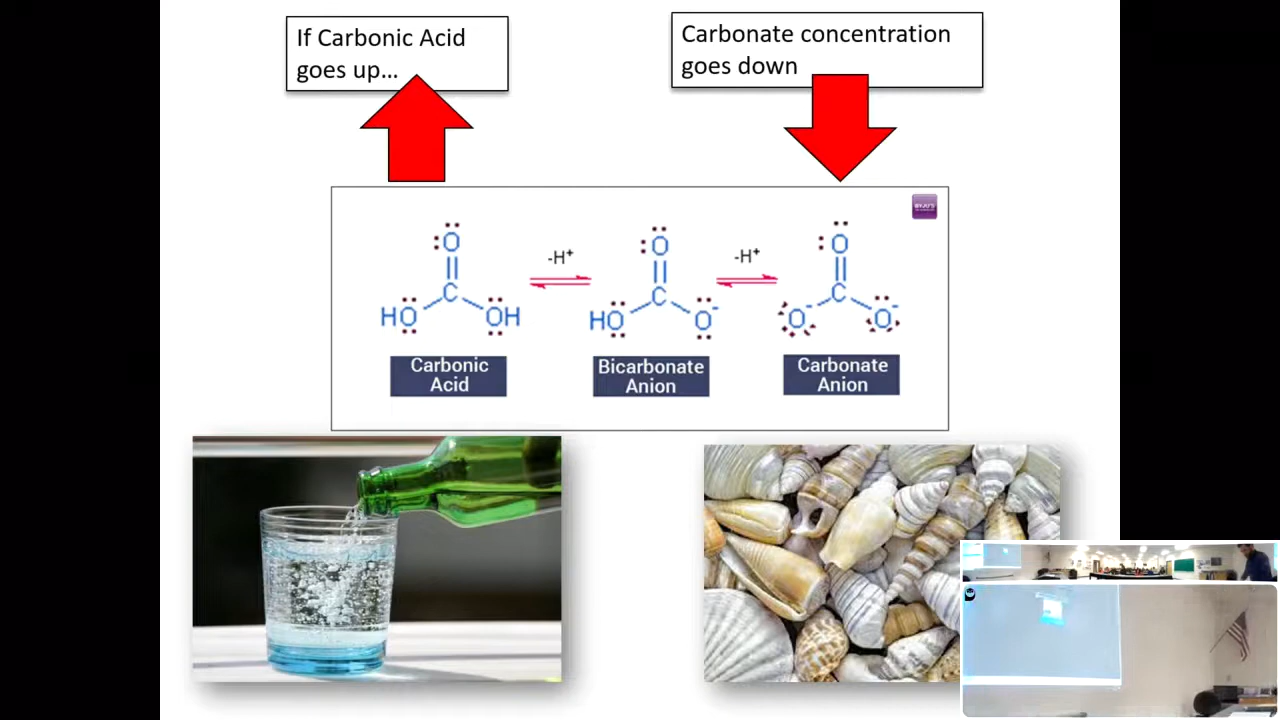 If Carbonic Acid
goes up...
Carbonate concentration
goes down
-H⁺
-H⁺
O
C
HO
OH
O
C
HO
O⁻
O
C
O⁻
O⁻
Carbonic
Acid
Bicarbonate
Anion
Carbonate
Anion